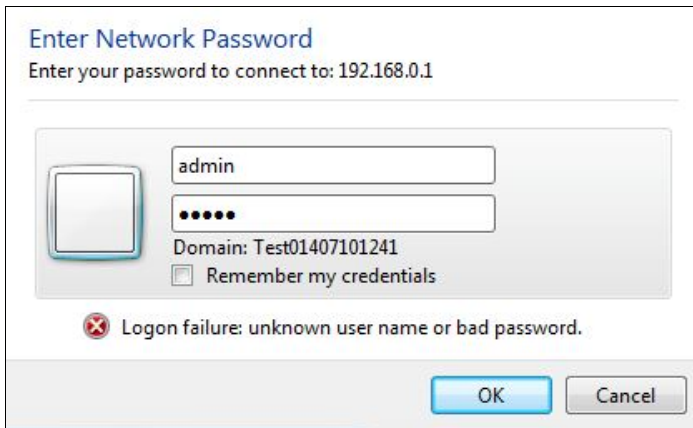 Enter Network Password
Enter your password to connect to: 192.168.0.1
admin
●●●●●
Domain: Test01407101241
Remember my credentials
Logon failure: unknown user name or bad password.
OK
Cancel